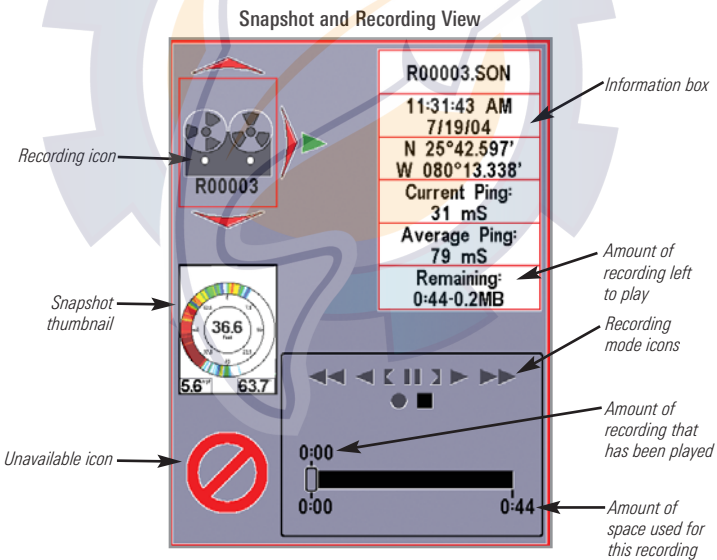 Snapshot and Recording View
R00003.SON
11:31:43 AM
7/19/04
N 25°42.597'
W 080°13.338'
Current Ping:
31 mS
Average Ping:
79 mS
Remaining:
0:44-0.2MB
Information box
Recording icon
R00003
Amount of
recording left
to play
Snapshot
thumbnail
36.6
Feet
5.6
63.7
Recording
mode icons
Amount of
recording that
has been played
Unavailable icon
0:00
0:00
0:44
Amount of
space used for
this recording